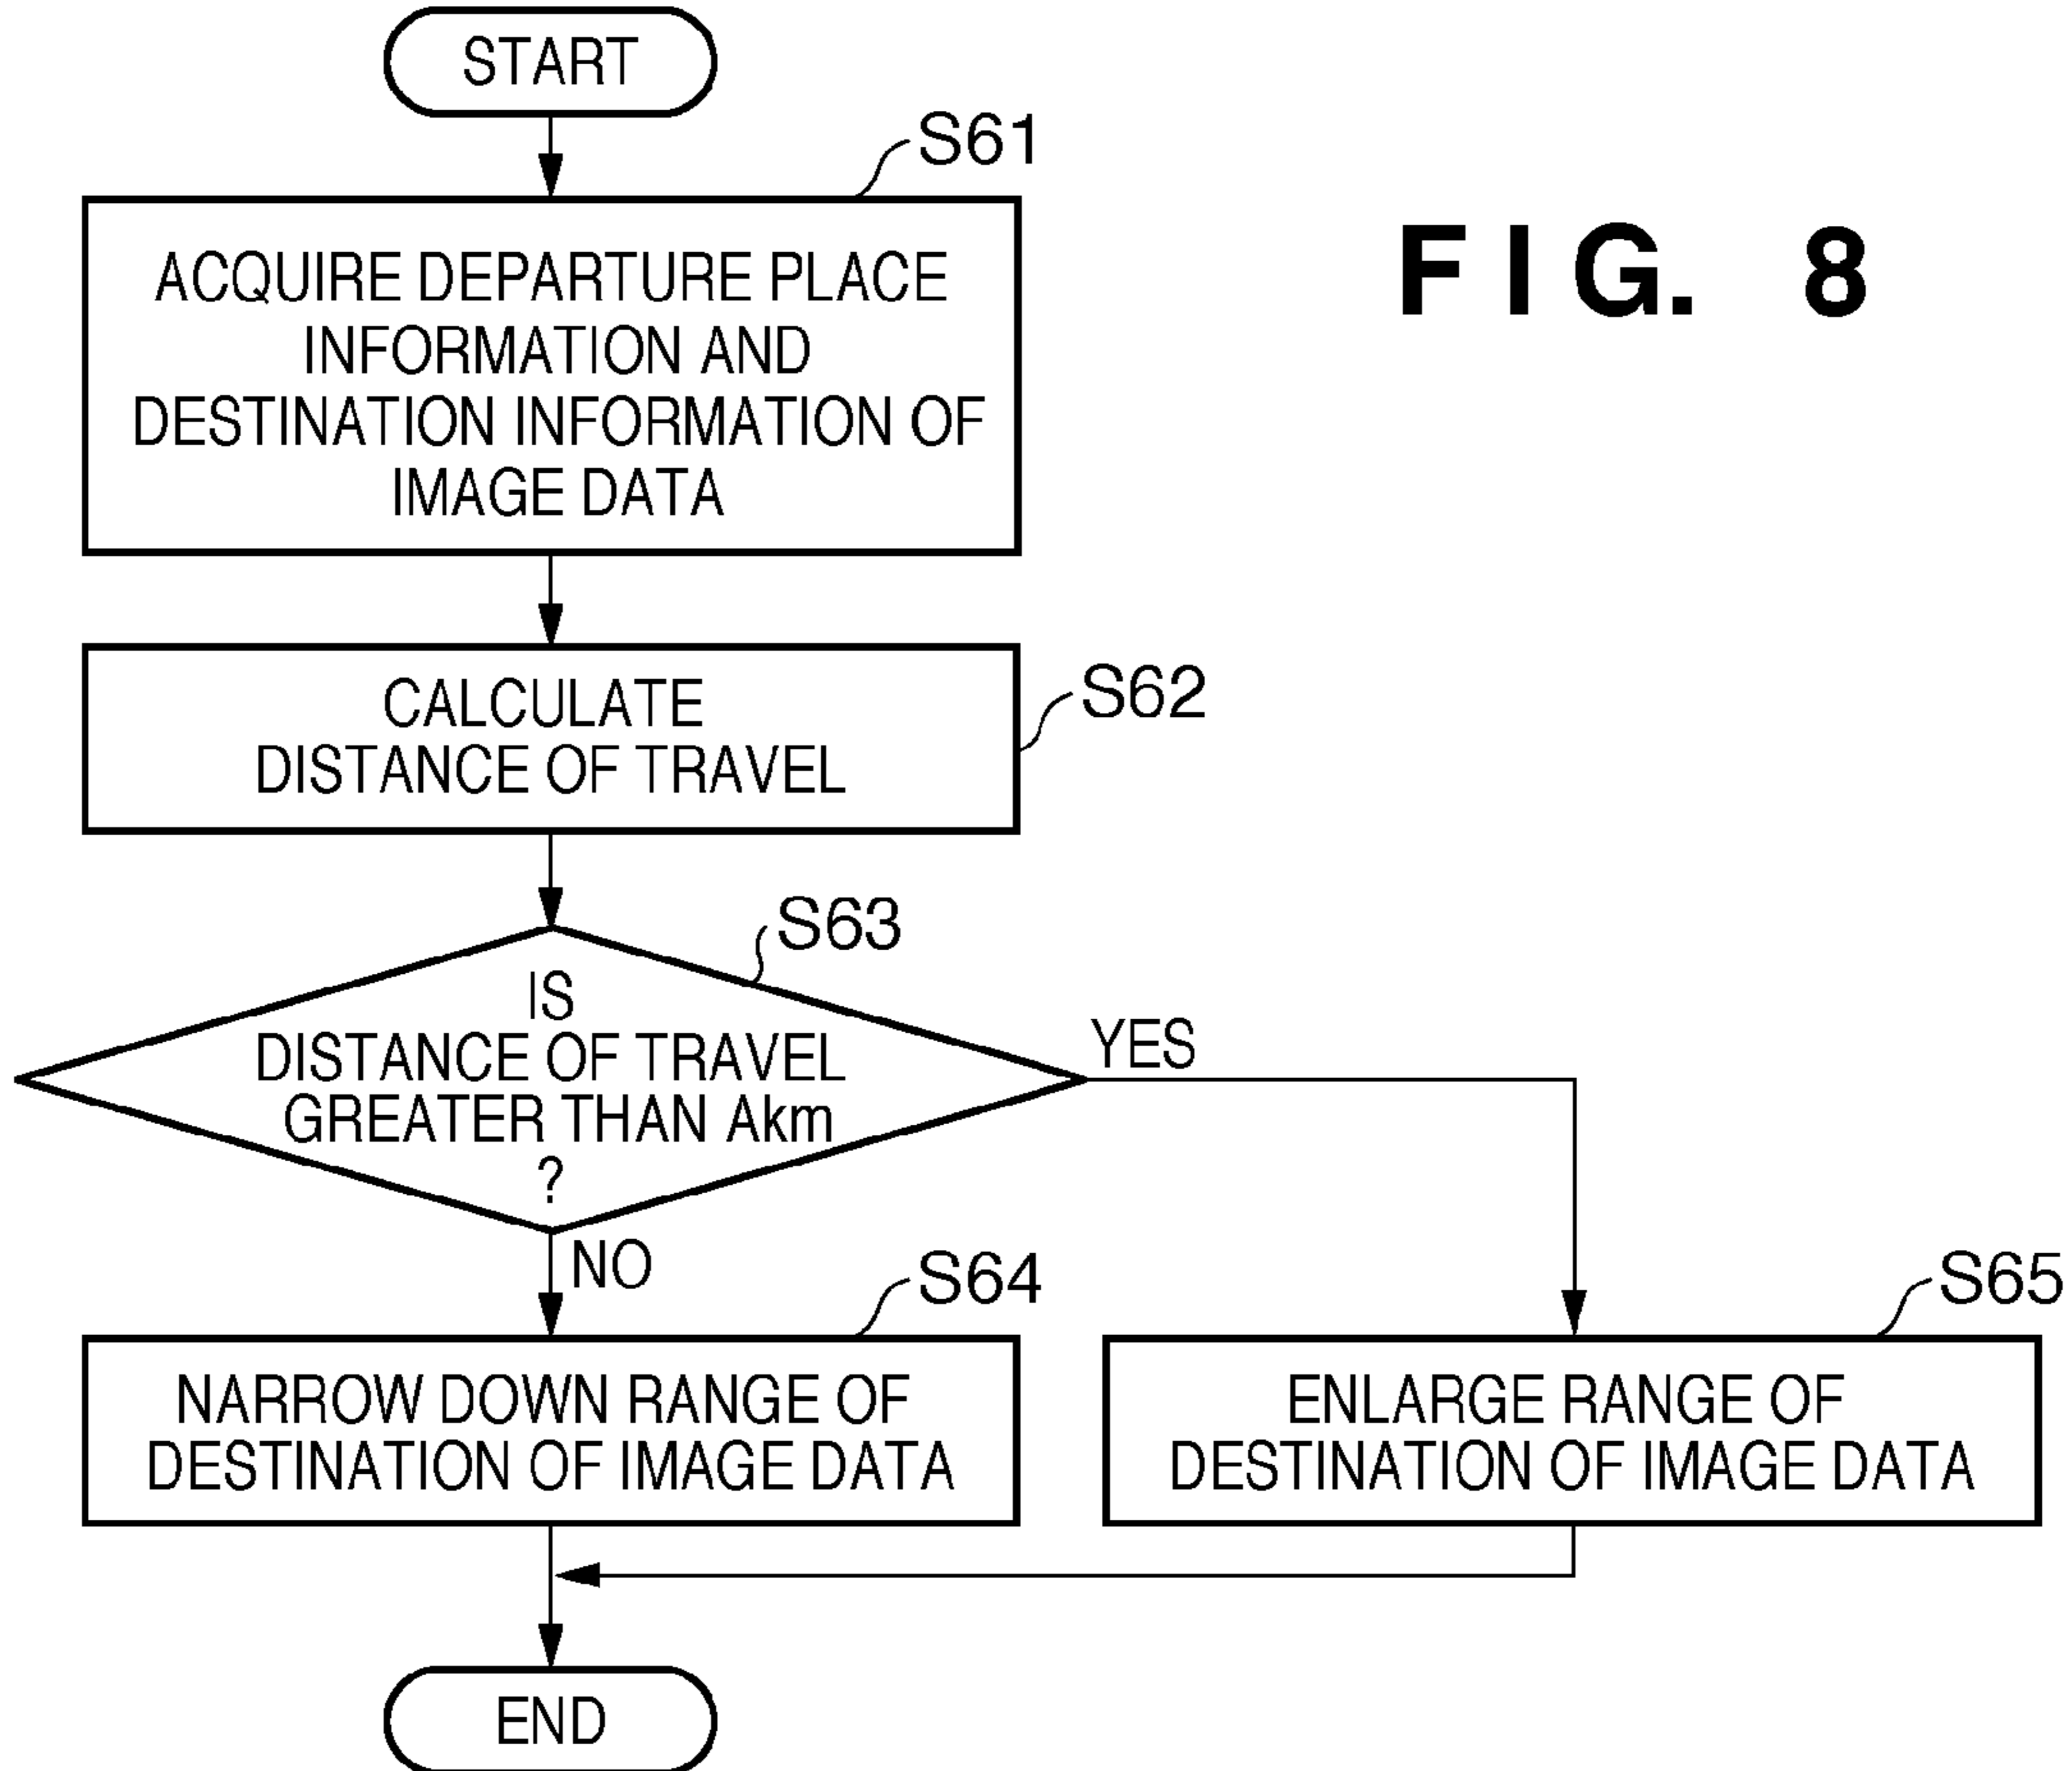 START
S61
FIG. 8
ACQUIRE DEPARTURE PLACE
INFORMATION AND
DESTINATION INFORMATION OF
IMAGE DATA
S62
CALCULATE
DISTANCE OF TRAVEL
S63
IS
DISTANCE OF TRAVEL
GREATER THAN Akm
?
YES
NO
S64
S65
NARROW DOWN RANGE OF
DESTINATION OF IMAGE DATA
ENLARGE RANGE OF
DESTINATION OF IMAGE DATA
END